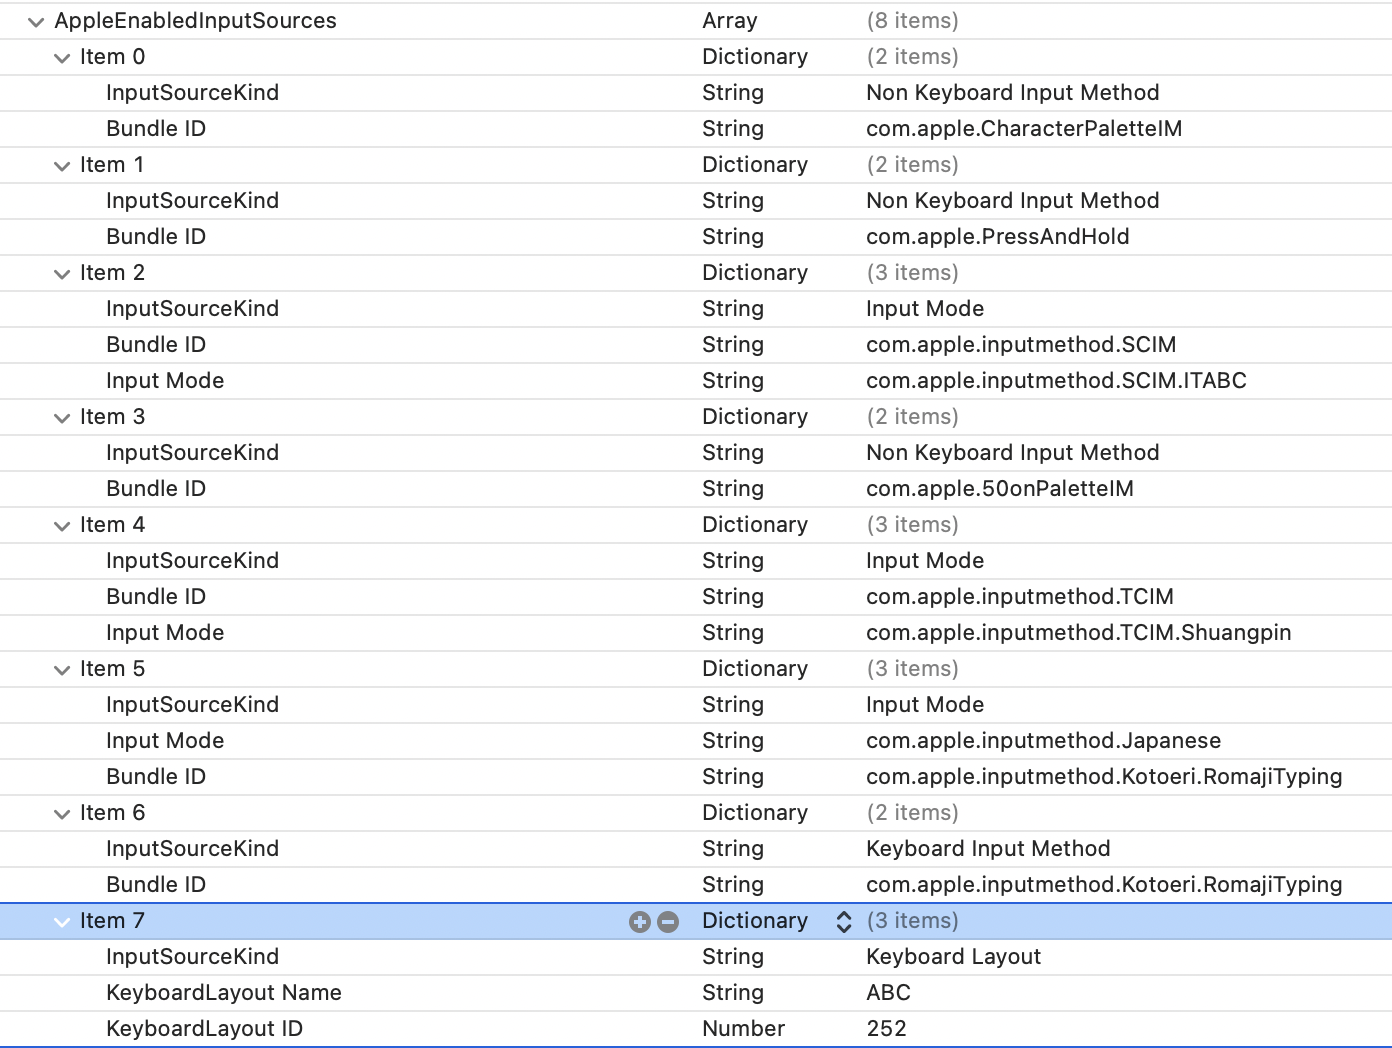 AppleEnabledInputSources Array (8 items)
Item 0 Dictionary (2 items)
InputSourceKind String Non Keyboard Input Method
Bundle ID String com.apple.CharacterPaletteIM
Item 1 Dictionary (2 items)
InputSourceKind String Non Keyboard Input Method
Bundle ID String com.apple.PressAndHold
Item 2 Dictionary (3 items)
InputSourceKind String Input Mode
Bundle ID String com.apple.inputmethod.SCIM
Input Mode String com.apple.inputmethod.SCIM.ITABC
Item 3 Dictionary (2 items)
InputSourceKind String Non Keyboard Input Method
Bundle ID String com.apple.50onPaletteIM
Item 4 Dictionary (3 items)
InputSourceKind String Input Mode
Bundle ID String com.apple.inputmethod.TCIM
Input Mode String com.apple.inputmethod.TCIM.Shuangpin
Item 5 Dictionary (3 items)
InputSourceKind String Input Mode
Input Mode String com.apple.inputmethod.Japanese
Bundle ID String com.apple.inputmethod.Kotoeri.RomajiTyping
Item 6 Dictionary (2 items)
InputSourceKind String Keyboard Input Method
Bundle ID String com.apple.inputmethod.Kotoeri.RomajiTyping
Item 7 Dictionary (3 items)
InputSourceKind String Keyboard Layout
KeyboardLayout Name String ABC
KeyboardLayout ID Number 252